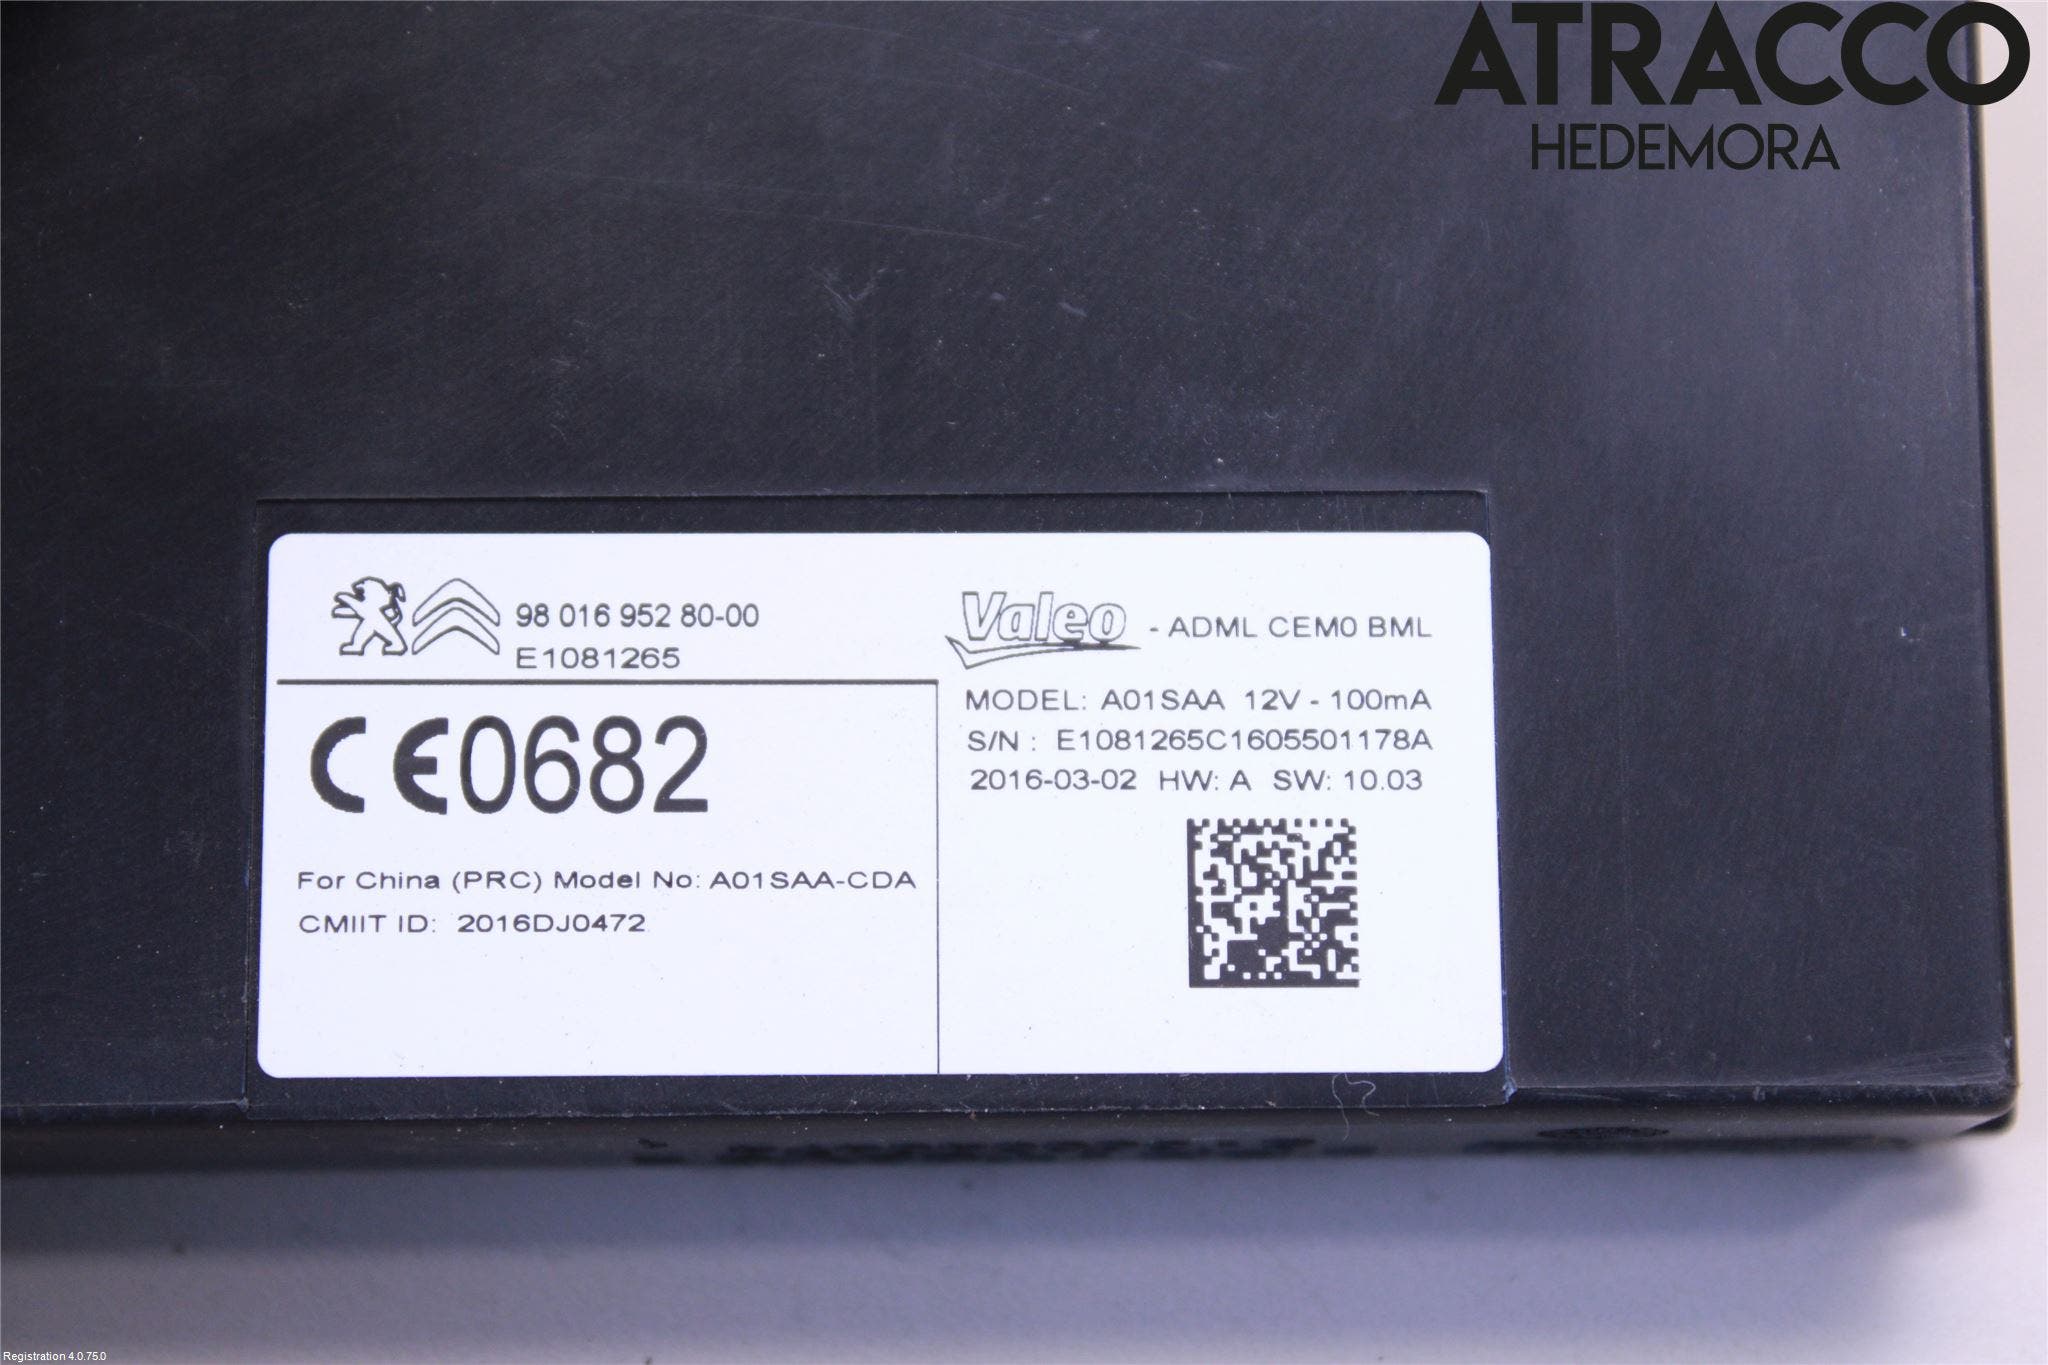 ATRACCO
HEDEMORA
98 016 952 80-00
E1081265
CE0682
For China (PRC) Model No: A01SAA-CDA
CMIIT ID: 2016DJ0472
Valeo - ADML CEM0 BML
MODEL: A01SAA 12V - 100mA
S/N : E1081265C1605501178A
2016-03-02 HW: A SW: 10.03
Registration 4.0.75.0